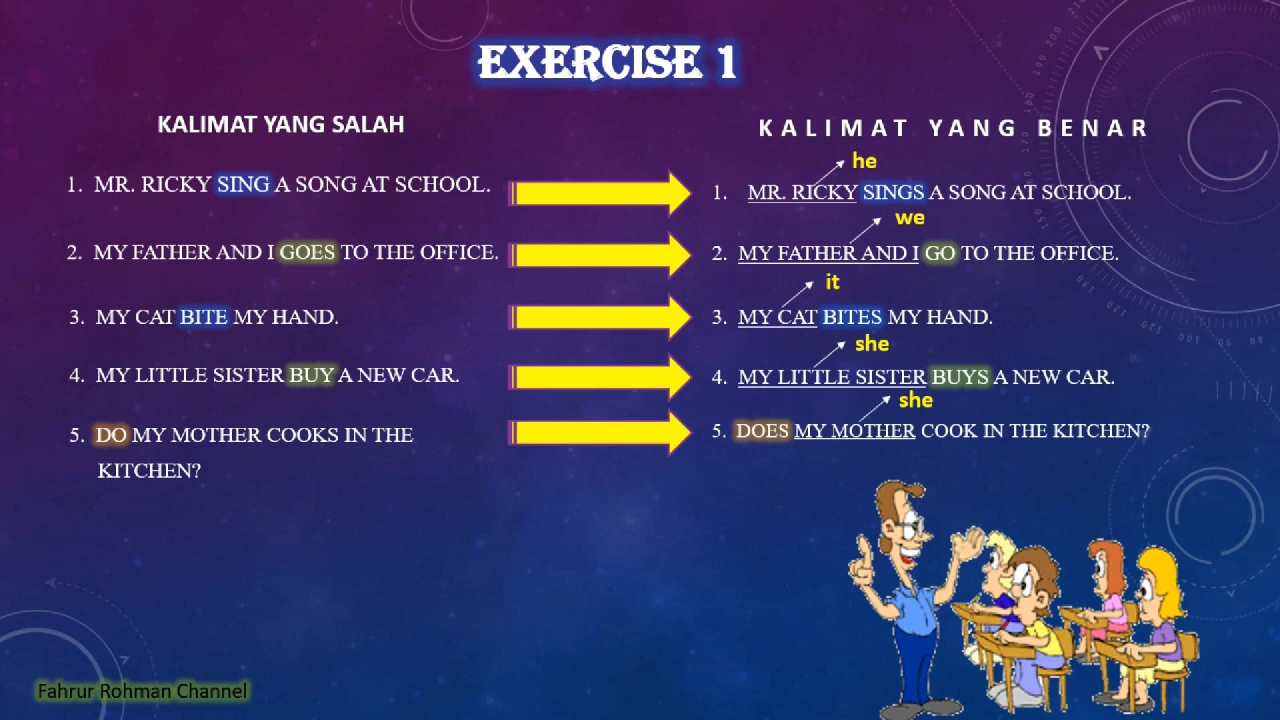 EXERCISE 1
KALIMAT YANG SALAH
1. MR. RICKY SING A SONG AT SCHOOL.
2. MY FATHER AND I GOES TO THE OFFICE.
3. MY CAT BITE MY HAND.
4. MY LITTLE SISTER BUY A NEW CAR.
5. DO MY MOTHER COOKS IN THE
KITCHEN?
KALIMAT YANG BENAR
he
1. MR. RICKY SINGS A SONG AT SCHOOL.
we
2. MY FATHER AND I GO TO THE OFFICE.
it
3. MY CAT BITES MY HAND.
she
4. MY LITTLE SISTER BUYS A NEW CAR.
she
5. DOES MY MOTHER COOK IN THE KITCHEN?
Fahrur Rohman Channel